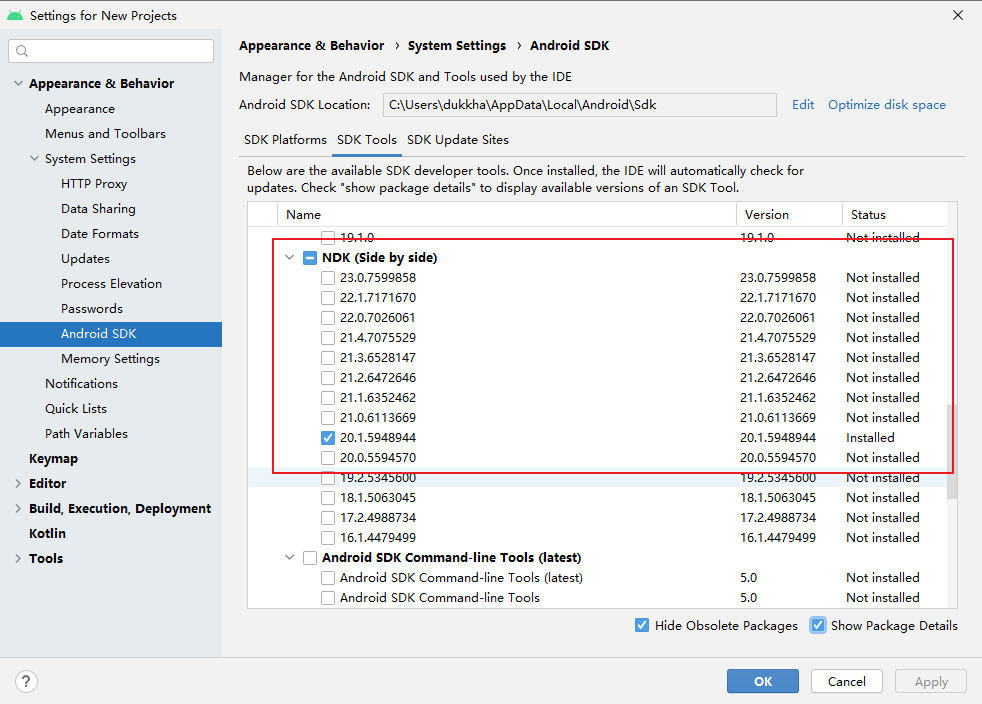 Settings for New Projects
Appearance & Behavior
Appearance
Menus and Toolbars
System Settings
HTTP Proxy
Data Sharing
Date Formats
Updates
Process Elevation
Passwords
Android SDK
Memory Settings
Notifications
Quick Lists
Path Variables
Keymap
Editor
Build, Execution, Deployment
Kotlin
Tools
Appearance & Behavior › System Settings › Android SDK
Manager for the Android SDK and Tools used by the IDE
Android SDK Location: C:\Users\dukkha\AppData\Local\Android\Sdk Edit Optimize disk space
SDK Platforms SDK Tools SDK Update Sites
Below are the available SDK developer tools. Once installed, the IDE will automatically check for
updates. Check "show package details" to display available versions of an SDK Tool.
Name Version Status
19.1.0 19.1.0 Not installed
NDK (Side by side)
23.0.7599858 23.0.7599858 Not installed
22.1.7171670 22.1.7171670 Not installed
22.0.7026061 22.0.7026061 Not installed
21.4.7075529 21.4.7075529 Not installed
21.3.6528147 21.3.6528147 Not installed
21.2.6472646 21.2.6472646 Not installed
21.1.6352462 21.1.6352462 Not installed
21.0.6113669 21.0.6113669 Not installed
20.1.5948944 20.1.5948944 Installed
20.0.5594570 20.0.5594570 Not installed
19.2.5345600 19.2.5345600 Not installed
18.1.5063045 18.1.5063045 Not installed
17.2.4988734 17.2.4988734 Not installed
16.1.4479499 16.1.4479499 Not installed
Android SDK Command-line Tools (latest)
Android SDK Command-line Tools (latest) 5.0 Not installed
Android SDK Command-line Tools 5.0 Not installed
Hide Obsolete Packages Show Package Details
? OK Cancel Apply